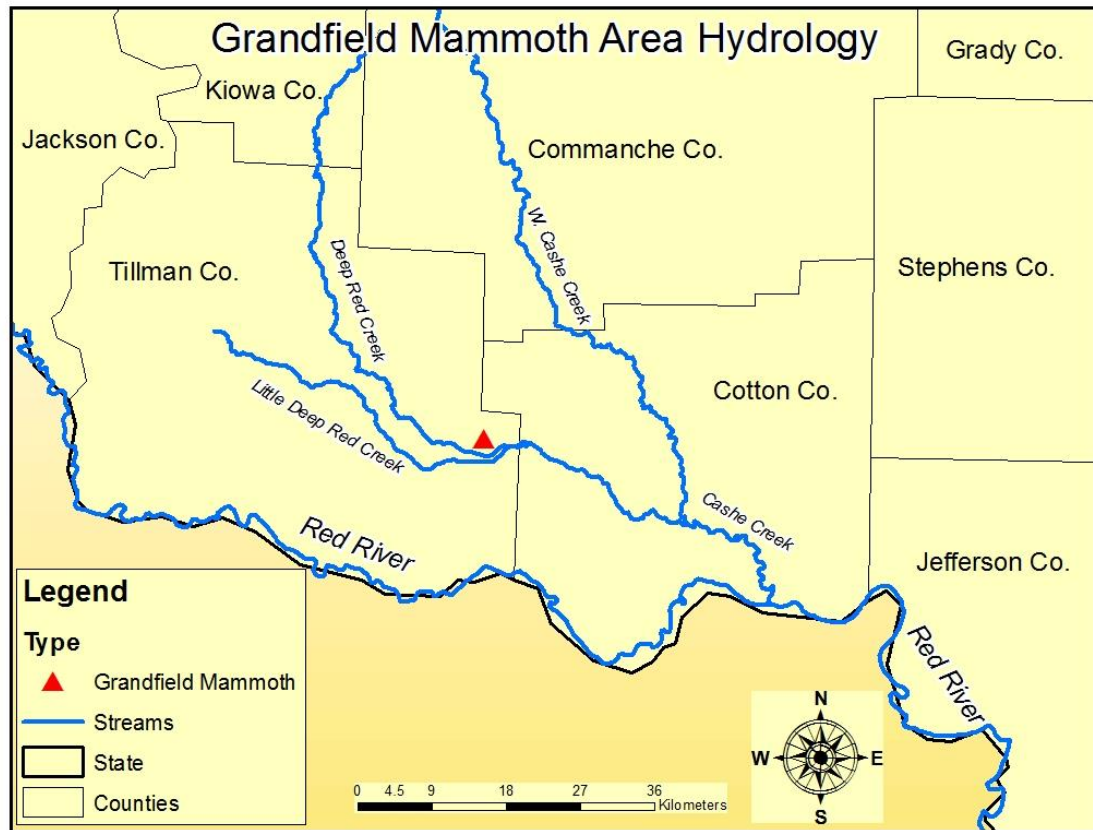 Grandfield Mammoth Area Hydrology
Grady Co.
Kiowa Co.
Jackson Co.
Commanche Co.
W. Cashe Creek
Deep Red Creek
Tillman Co.
Stephens Co.
Little Deep Red Creek
Cotton Co.
Cashe Creek
Red River
Jefferson Co.
Red River
Legend
Type
Grandfield Mammoth
Streams
State
Counties
0 4.5 9 18 27 36
Kilometers
N
W E
S